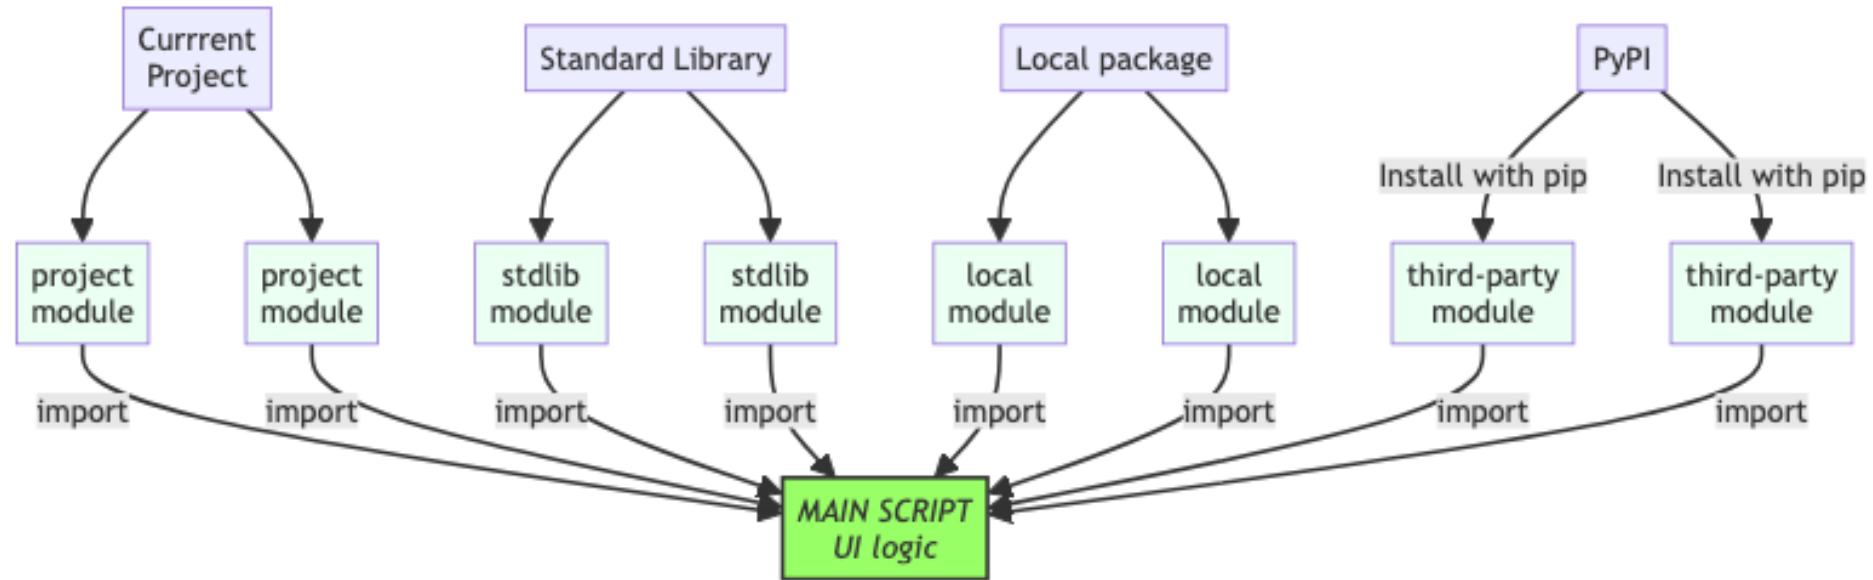 Currrent
Project
Standard Library
Local package
PyPI
Install with pip
Install with pip
project
module
project
module
stdlib
module
stdlib
module
local
module
local
module
third-party
module
third-party
module
import
import
import
import
import
import
import
import
MAIN SCRIPT
UI logic